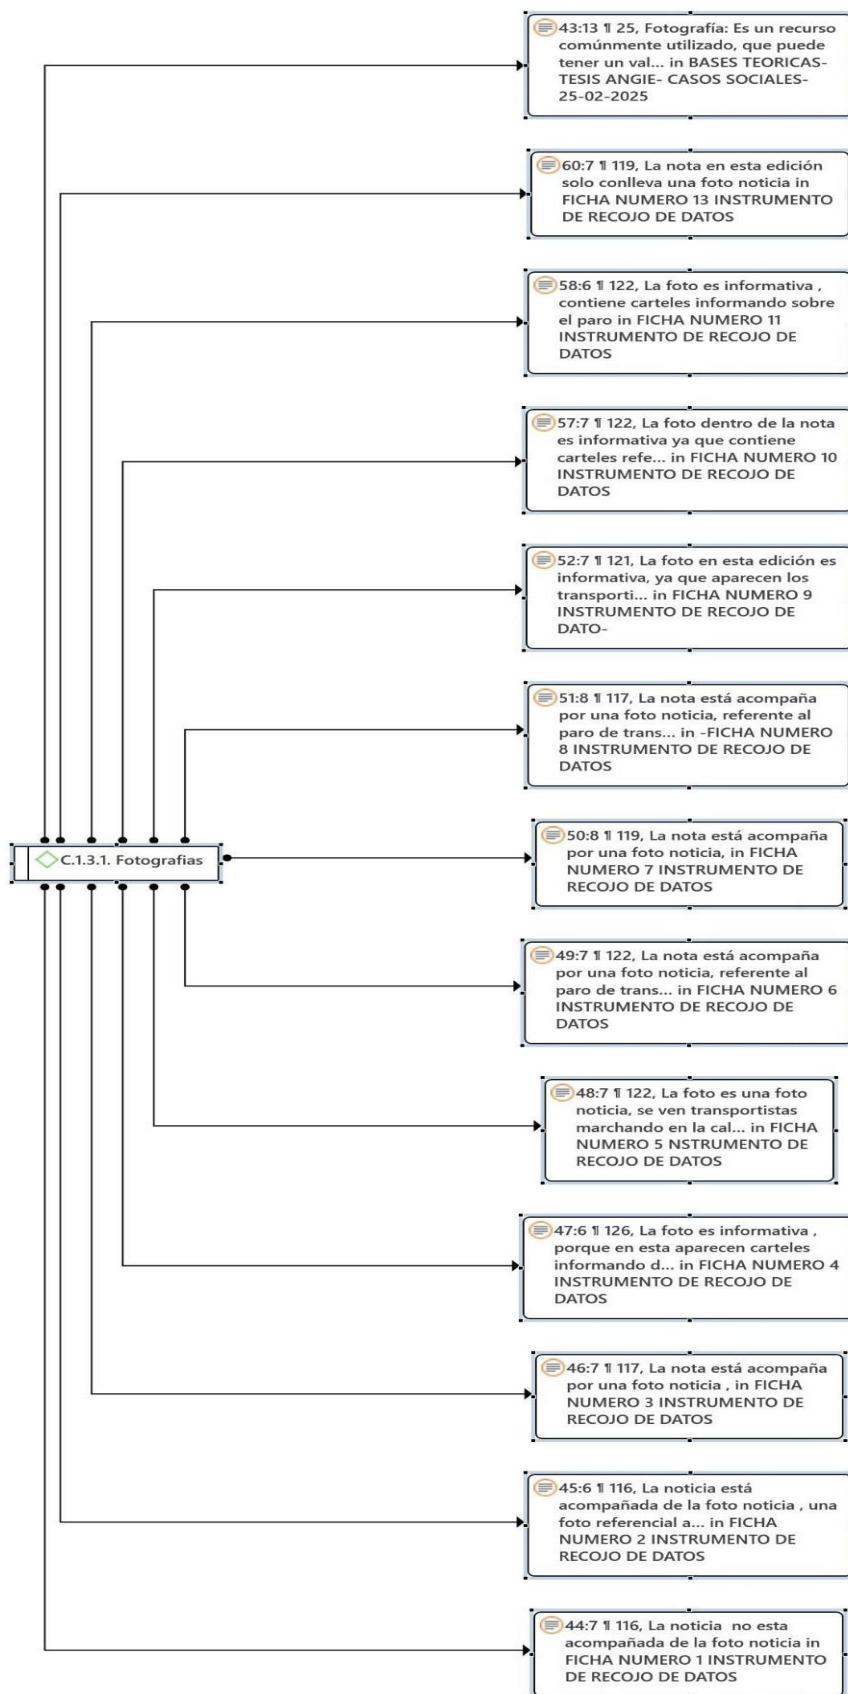 43:13 ¶ 25, Fotografía: Es un recurso
comúnmente utilizado, que puede
tener un val... in BASES TEORICAS-
TESIS ANGIE- CASOS SOCIALES-
25-02-2025
60:7 ¶ 119, La nota en esta edición
solo conlleva una foto noticia in
FICHA NUMERO 13 INSTRUMENTO
DE RECOJO DE DATOS
58:6 ¶ 122, La foto es informativa ,
contiene carteles informando sobre
el paro in FICHA NUMERO 11
INSTRUMENTO DE RECOJO DE
DATOS
57:7 ¶ 122, La foto dentro de la nota
es informativa ya que contiene
carteles refe... in FICHA NUMERO 10
INSTRUMENTO DE RECOJO DE
DATOS
52:7 ¶ 121, La foto en esta edición es
informativa, ya que aparecen los
transporti... in FICHA NUMERO 9
INSTRUMENTO DE RECOJO DE
DATO-
51:8 ¶ 117, La nota está acompaña
por una foto noticia, referente al
paro de trans... in -FICHA NUMERO
8 INSTRUMENTO DE RECOJO DE
DATOS
C.1.3.1. Fotografias
50:8 ¶ 119, La nota está acompaña
por una foto noticia, in FICHA
NUMERO 7 INSTRUMENTO DE
RECOJO DE DATOS
49:7 ¶ 122, La nota está acompaña
por una foto noticia, referente al
paro de trans... in FICHA NUMERO 6
INSTRUMENTO DE RECOJO DE
DATOS
48:7 ¶ 122, La foto es una foto
noticia, se ven transportistas
marchando en la cal... in FICHA
NUMERO 5 NSTRUMENTO DE
RECOJO DE DATOS
47:6 ¶ 126, La foto es informativa ,
porque en esta aparecen carteles
informando d... in FICHA NUMERO 4
INSTRUMENTO DE RECOJO DE
DATOS
46:7 ¶ 117, La nota está acompaña
por una foto noticia , in FICHA
NUMERO 3 INSTRUMENTO DE
RECOJO DE DATOS
45:6 ¶ 116, La noticia está
acompañada de la foto noticia , una
foto referencial a... in FICHA
NUMERO 2 INSTRUMENTO DE
RECOJO DE DATOS
44:7 ¶ 116, La noticia  no esta
acompañada de la foto noticia in
FICHA NUMERO 1 INSTRUMENTO
DE RECOJO DE DATOS